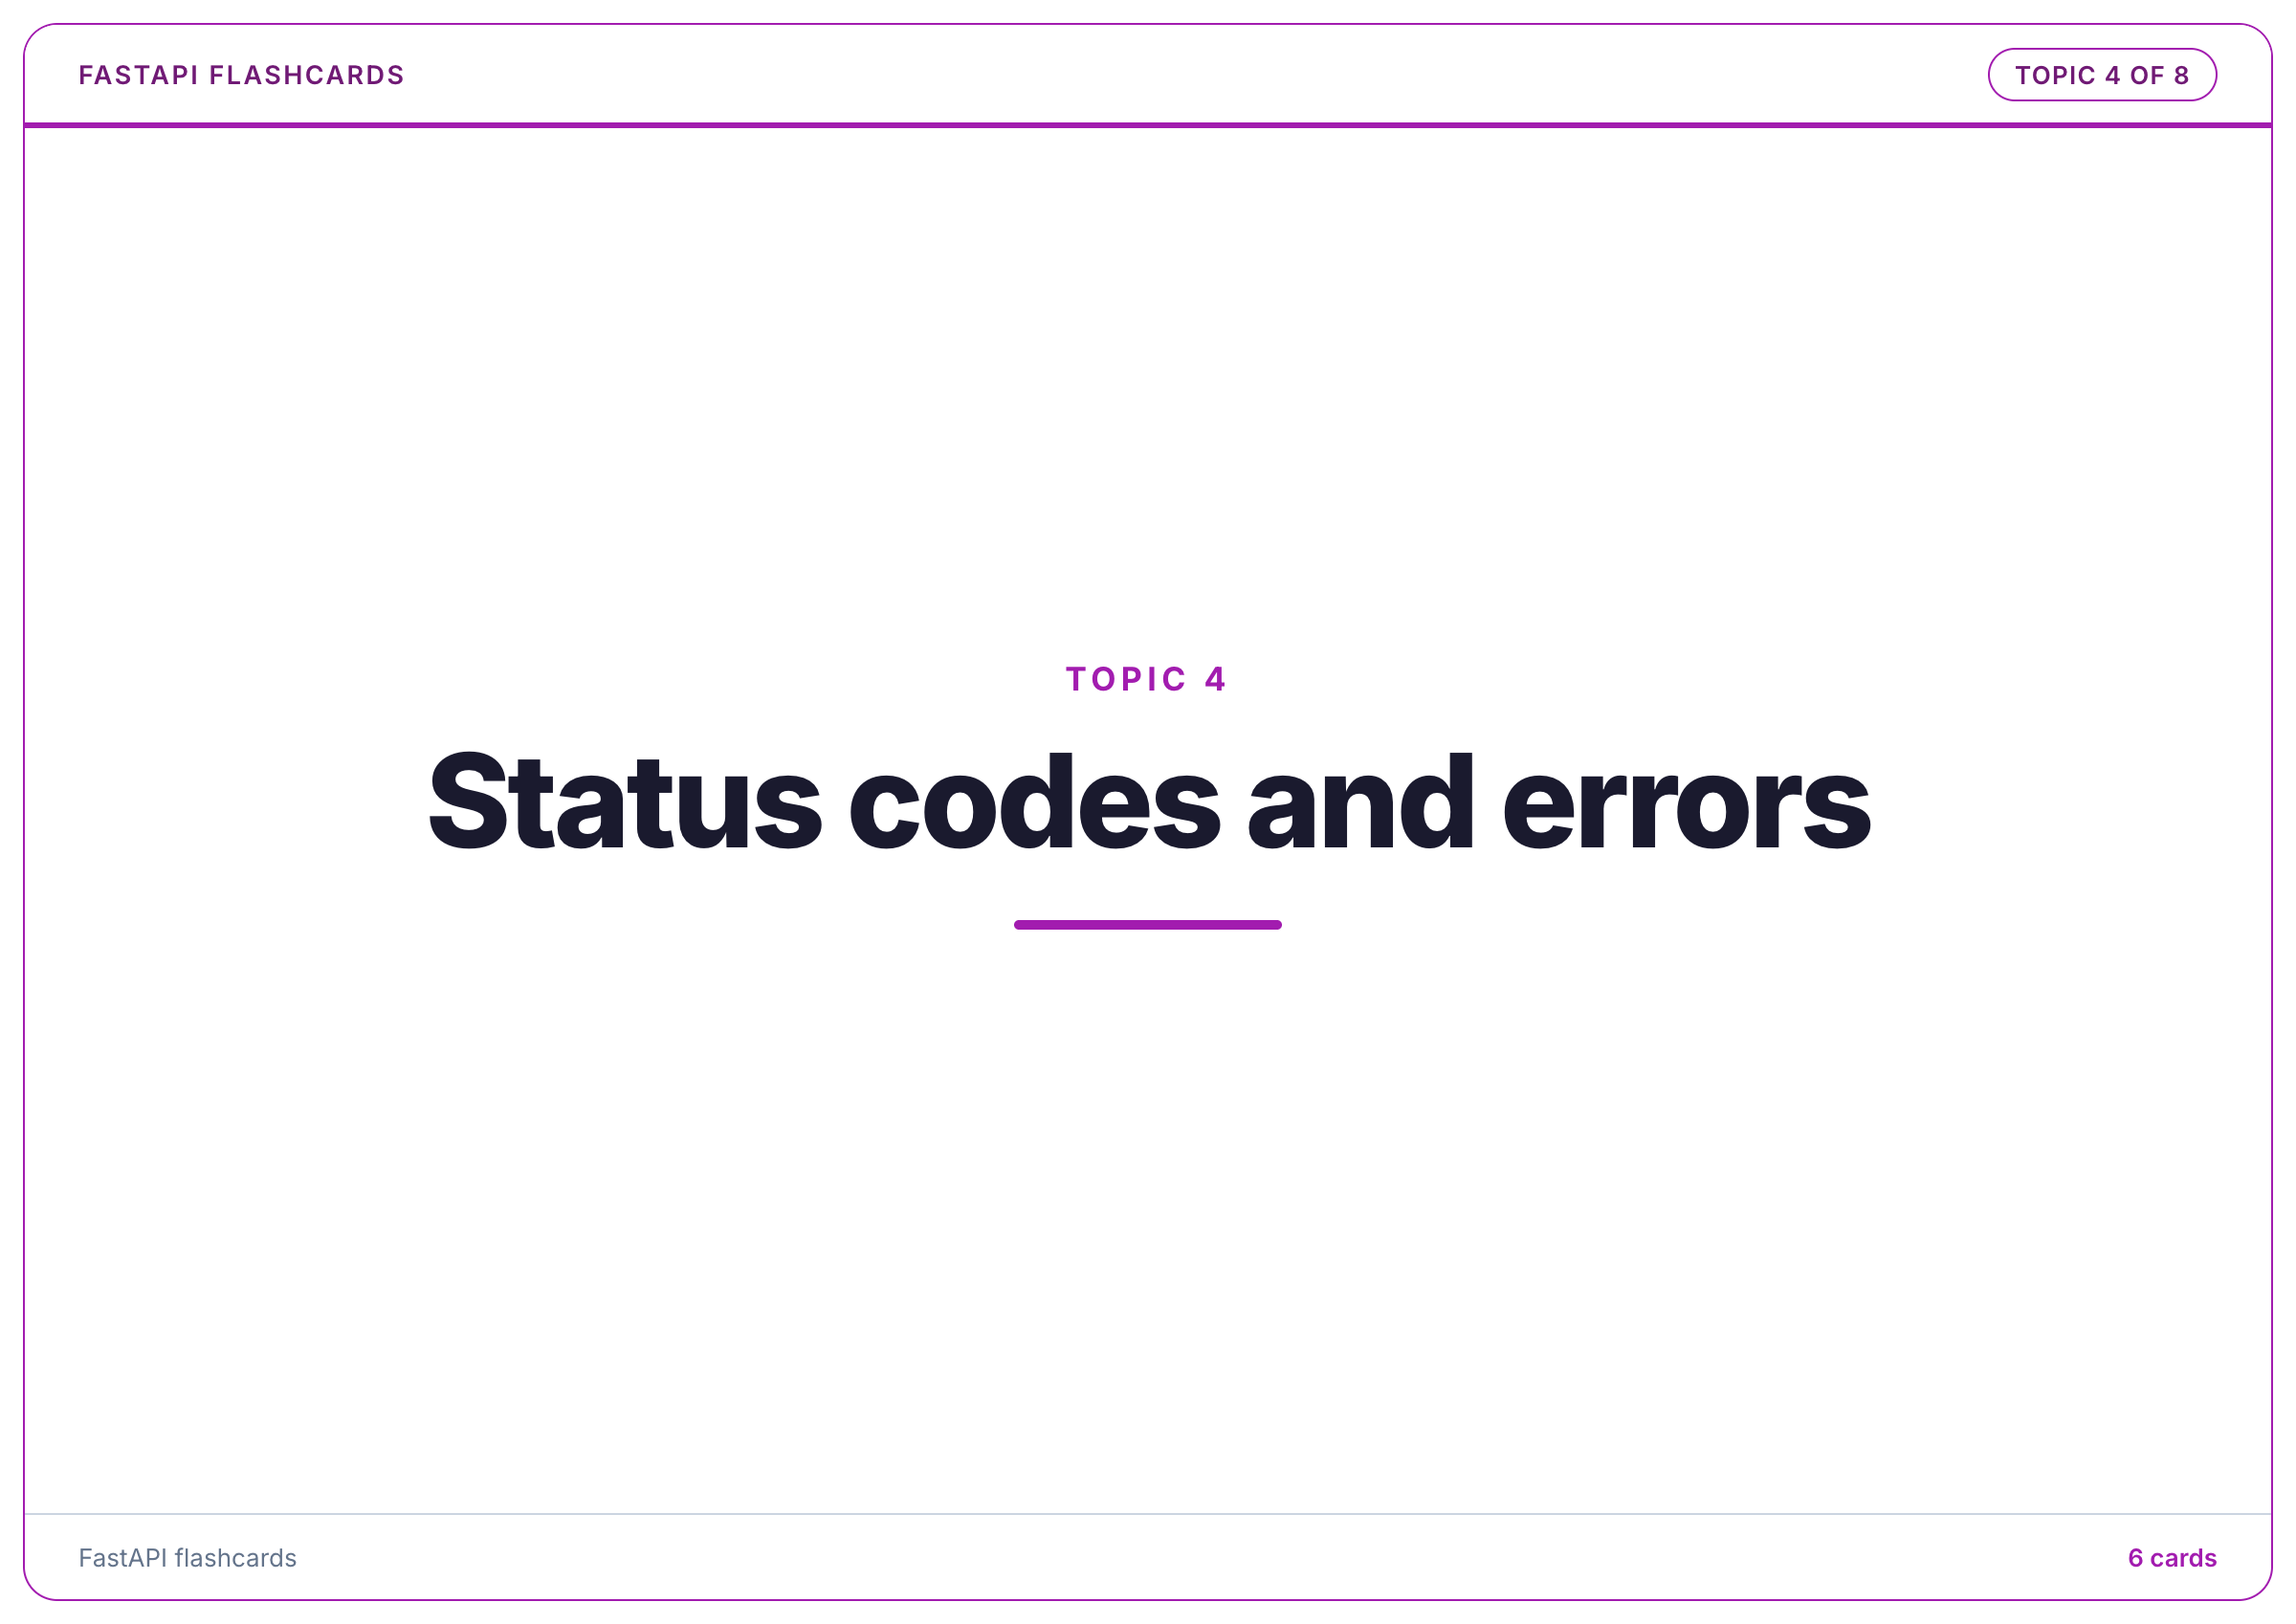 FASTAPI FLASHCARDS
TOPIC 4 OF 8
TOPIC 4
Status codes and errors
FastAPI flashcards
6 cards